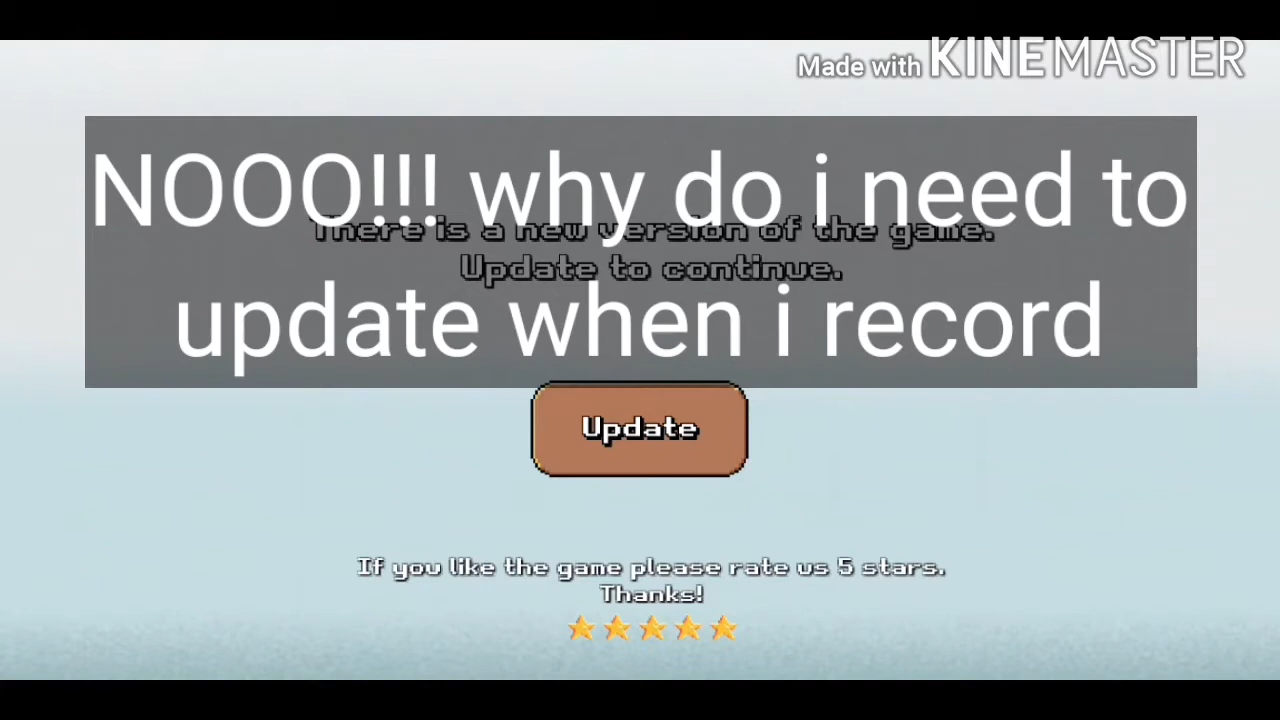 Made with KINEMASTER
NOOO!!! why do i need to
There is a new version of the game.
Update to continue.
update when i record
Update
If you like the game please rate us 5 stars.
Thanks!